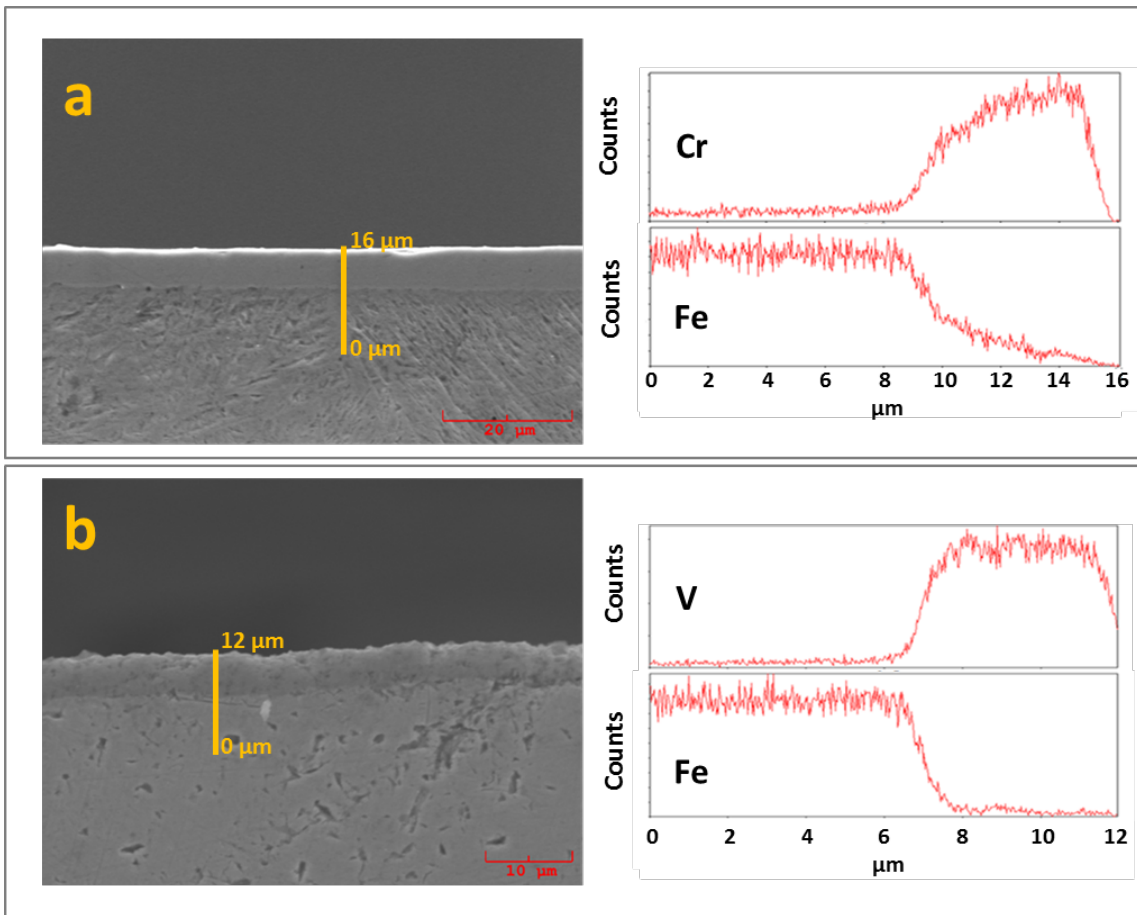 a
16 µm
0 µm
20 µm
Counts
Cr
Counts
Fe
0 2 4 6 8 10 12 14 16
µm
b
12 µm
0 µm
10 µm
Counts
V
Counts
Fe
0 2 4 6 8 10 12
µm